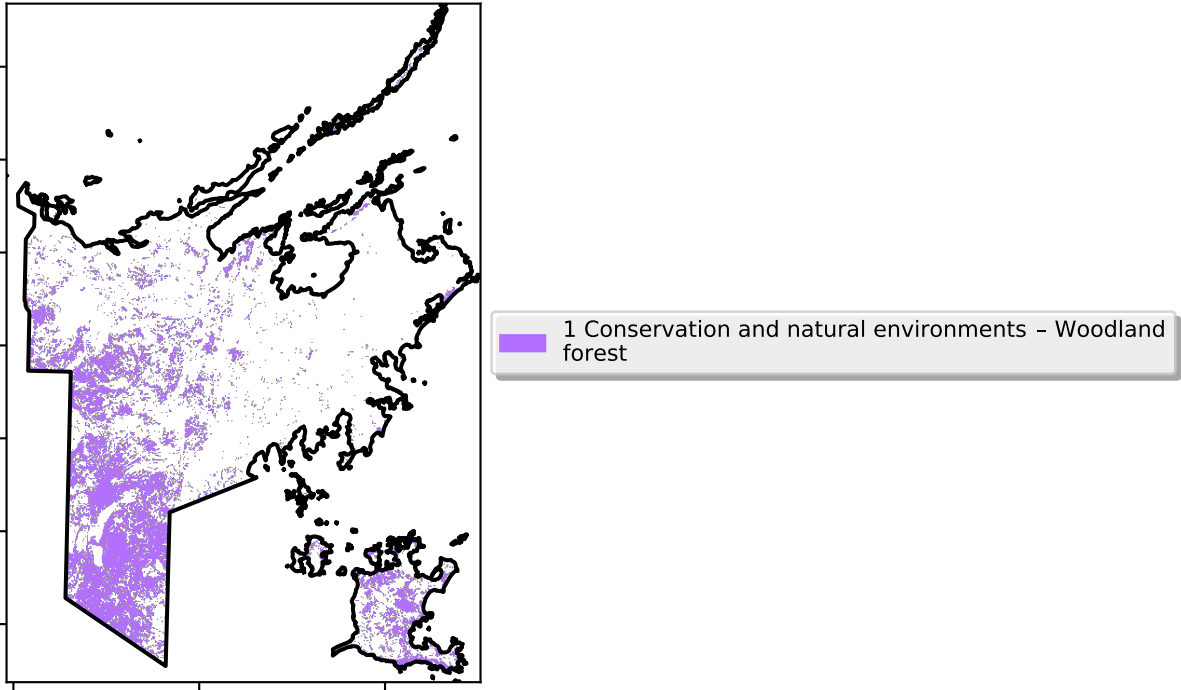 1 Conservation and natural environments – Woodland
forest